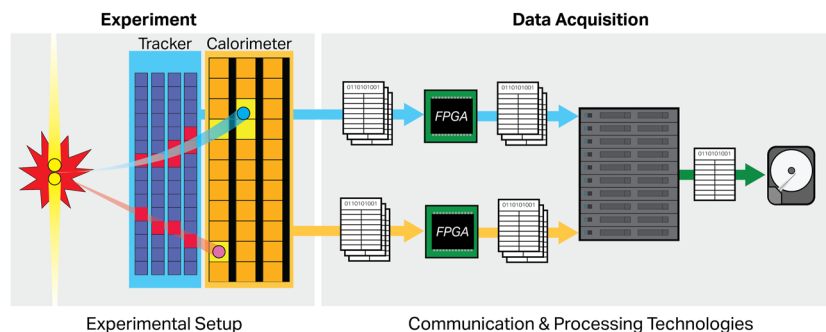 Experiment
Data Acquisition
Tracker
Calorimeter
0110101001
FPGA
0110101001
0110101001
0110101001
FPGA
0110101001
Experimental Setup
Communication & Processing Technologies